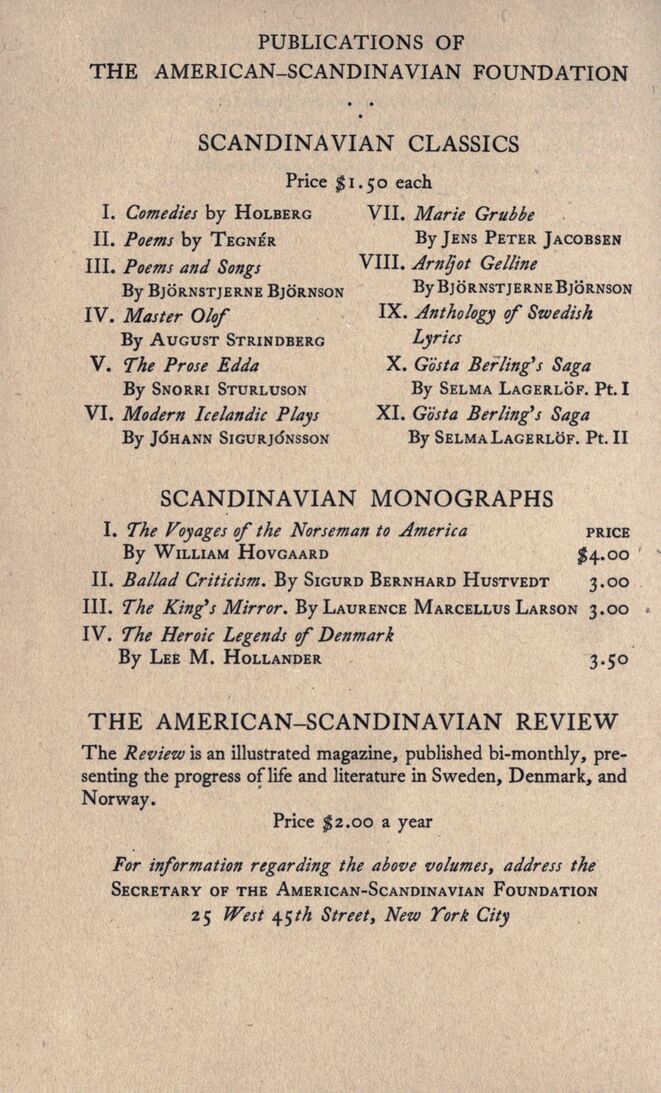 PUBLICATIONS OF
THE AMERICAN-SCANDINAVIAN FOUNDATION
SCANDINAVIAN CLASSICS
Price $1.50 each
I. Comedies by HOLBERG
II. Poems by TEGNÉR
III. Poems and Songs
By BJÖRNSTJERNE BJÖRNSON
IV. Master Olof
By AUGUST STRINDBERG
V. The Prose Edda
By SNORRI STURLUSON
VI. Modern Icelandic Plays
By JÓHANN SIGURJÓNSSON
VII. Marie Grubbe
By JENS PETER JACOBSEN
VIII. Arnljot Gelline
By BJÖRNSTJERNE BJÖRNSON
IX. Anthology of Swedish
Lyrics
X. Gösta Berling's Saga
By SELMA LAGERLÖF. Pt. I
XI. Gösta Berling's Saga
By SELMA LAGERLÖF. Pt. II
SCANDINAVIAN MONOGRAPHS
I. The Voyages of the Norseman to America PRICE
By WILLIAM HOVGAARD $4.00
II. Ballad Criticism. By SIGURD BERNHARD HUSTVEDT 3.00
III. The King's Mirror. By LAURENCE MARCELLUS LARSON 3.00
IV. The Heroic Legends of Denmark
By LEE M. HOLLANDER 3.50
THE AMERICAN-SCANDINAVIAN REVIEW
The Review is an illustrated magazine, published bi-monthly, pre-
senting the progress of life and literature in Sweden, Denmark, and
Norway.
Price $2.00 a year
For information regarding the above volumes, address the
SECRETARY OF THE AMERICAN-SCANDINAVIAN FOUNDATION
25 West 45th Street, New York City